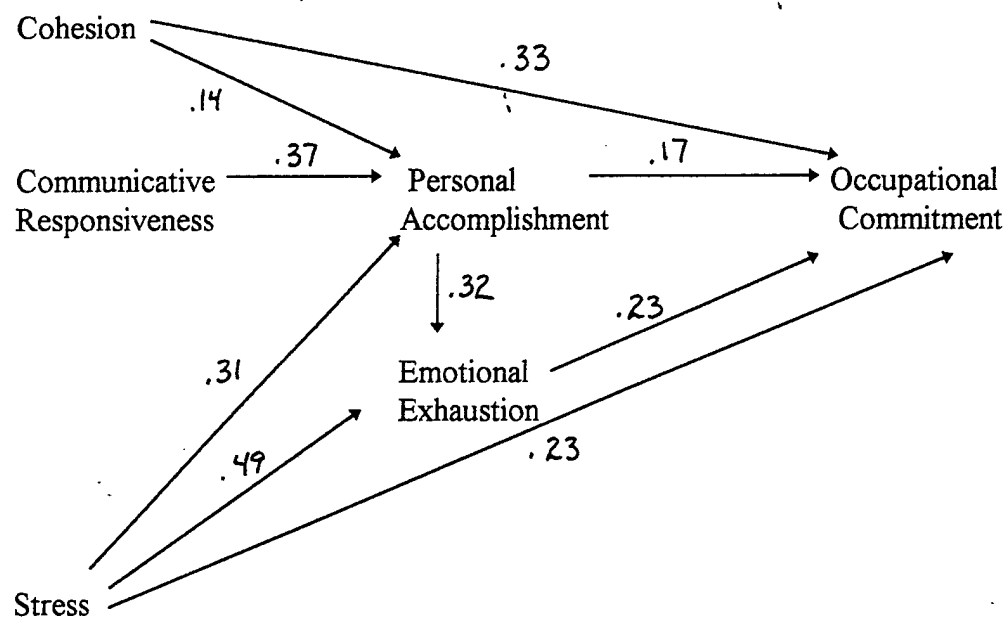 Cohesion
.33
.14
.37
.17
Communicative
Responsiveness
Personal
Accomplishment
Occupational
Commitment
.32
.23
.31
Emotional
Exhaustion
.49
.23
Stress